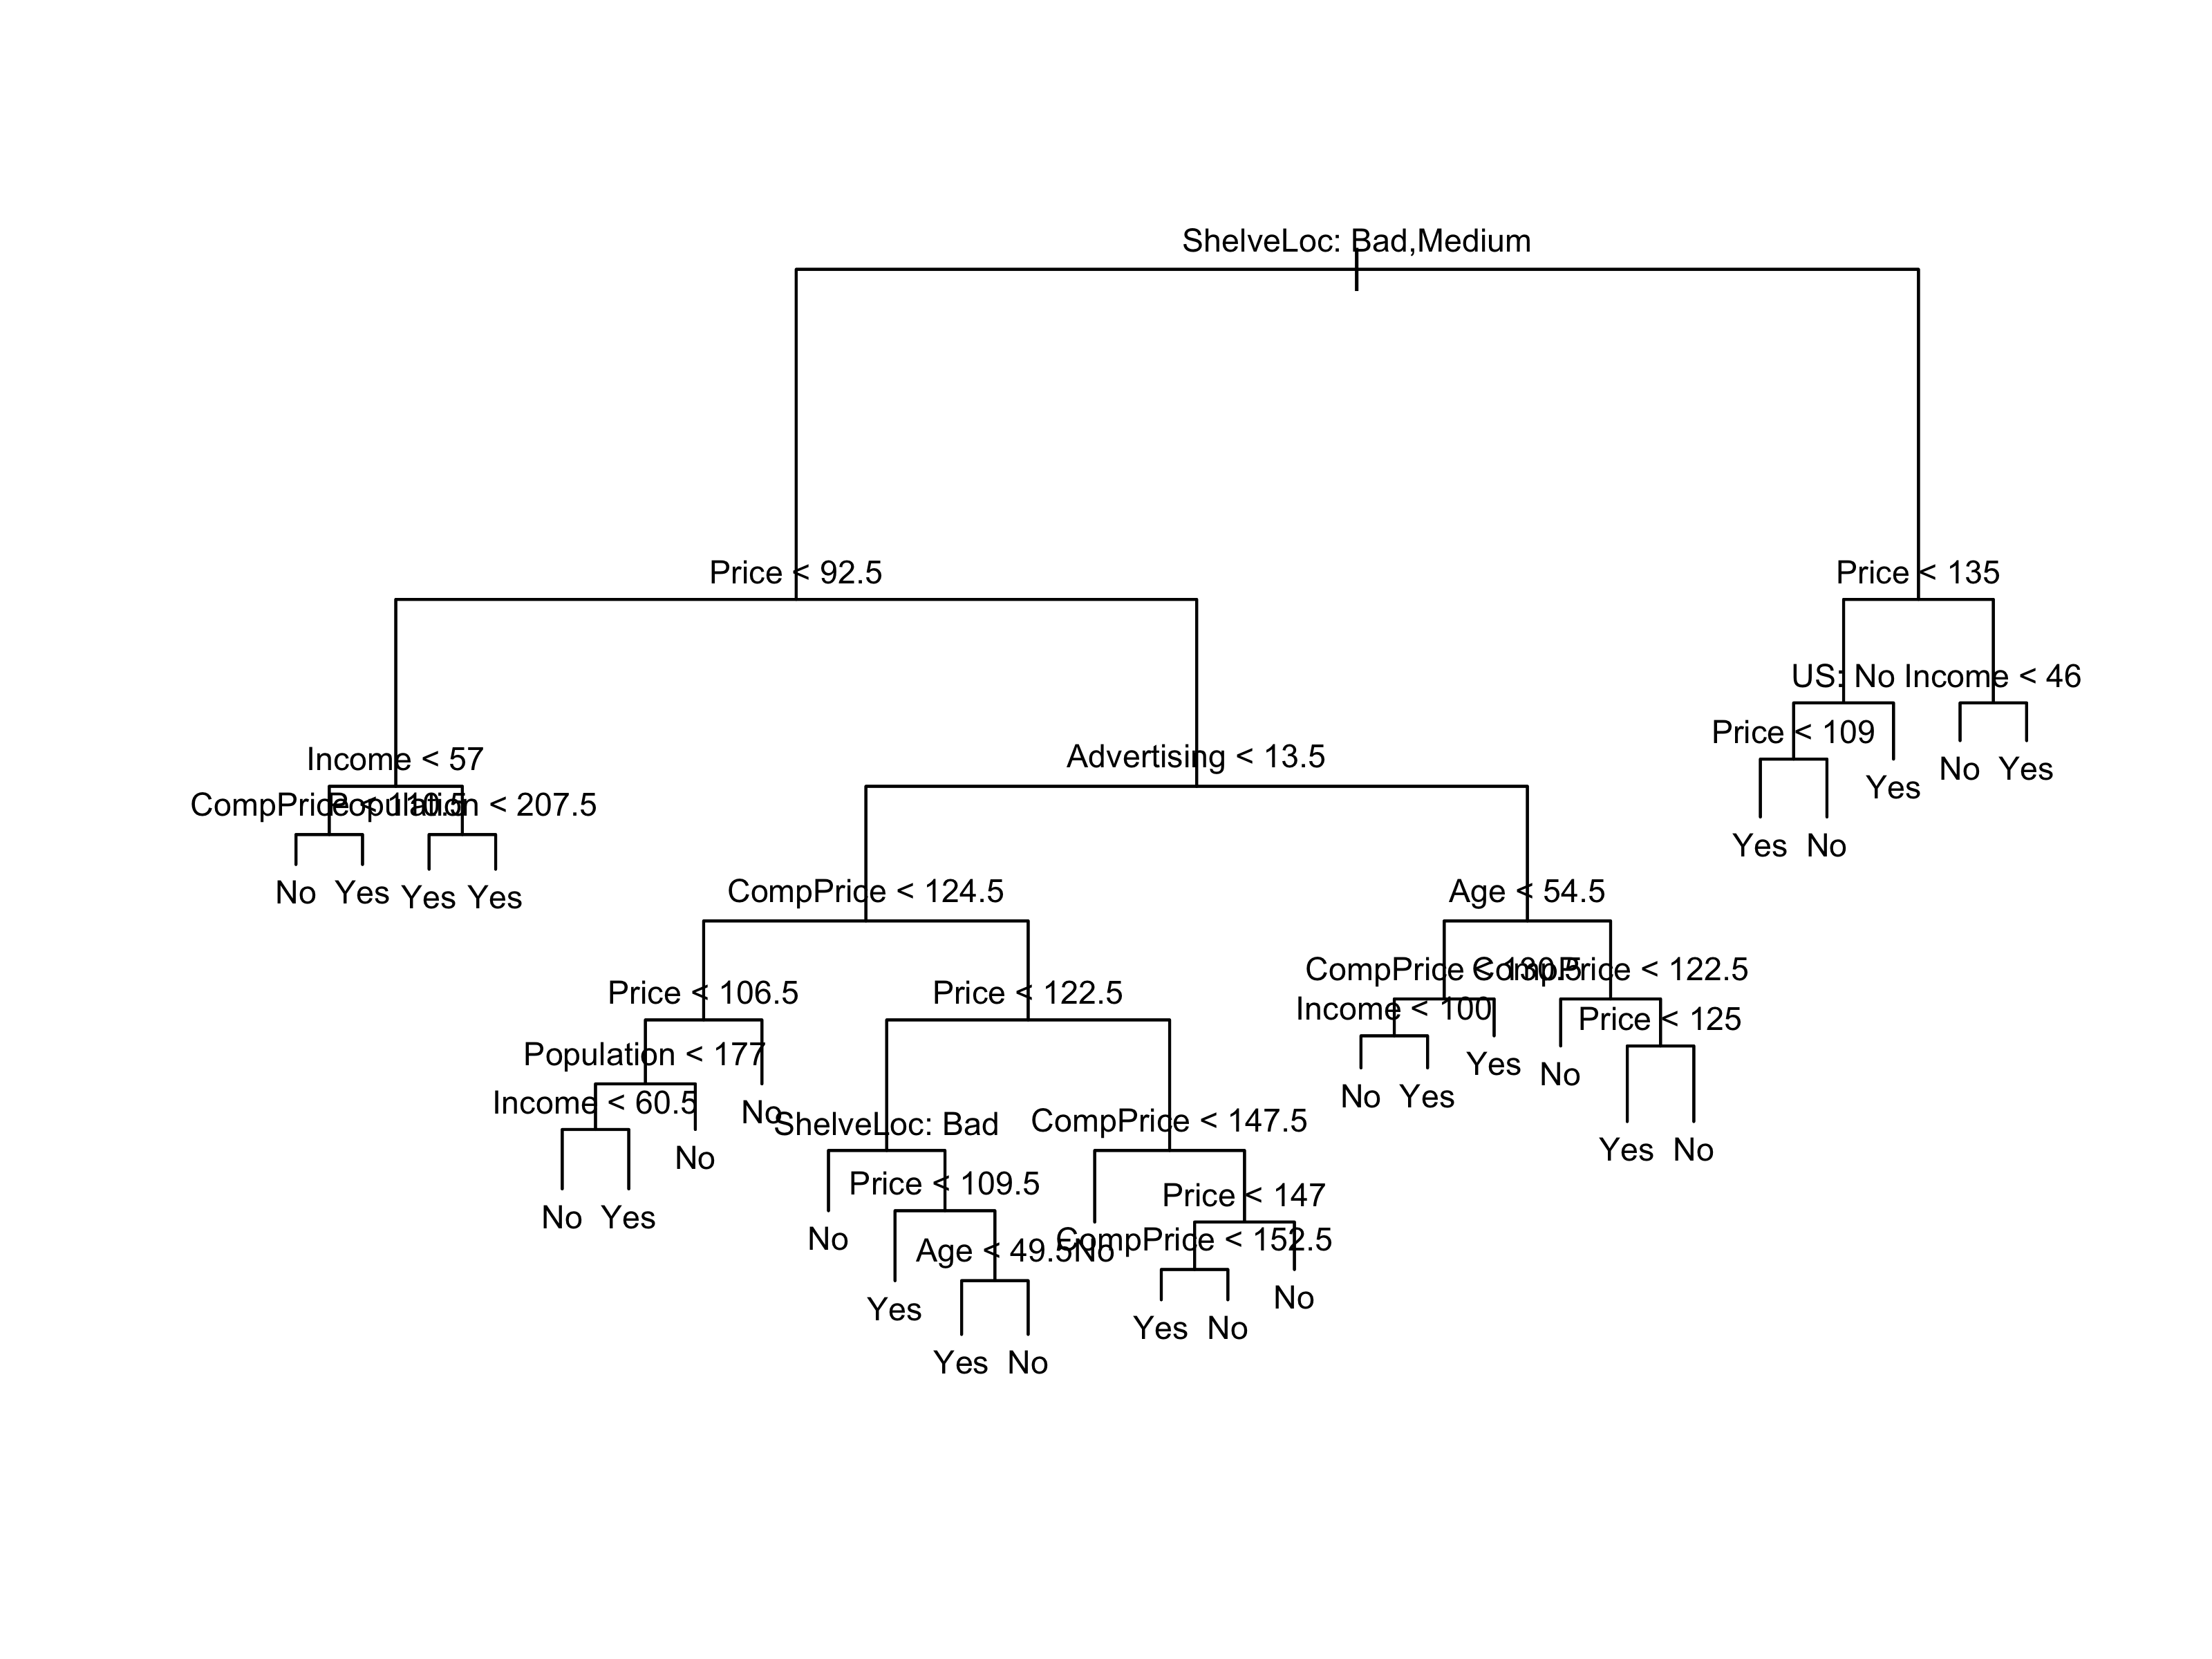 ShelveLoc: Bad,Medium
Price < 92.5
Price < 135
US: No
Income < 46
Price < 109
Income < 57
Advertising < 13.5
No
Yes
Yes
CompPrice < 110.5
Population < 207.5
Yes
No
No
Yes
Yes
Yes
CompPrice < 124.5
Age < 54.5
CompPrice < 130.5
CompPrice < 122.5
Price < 106.5
Price < 122.5
Income < 100
Price < 125
Population < 177
Yes
No
No
Yes
Income < 60.5
No
ShelveLoc: Bad
CompPrice < 147.5
Yes
No
No
Price < 109.5
Price < 147
No
Yes
No
Age < 49.5
No
CompPrice < 152.5
Yes
No
Yes
No
Yes
No